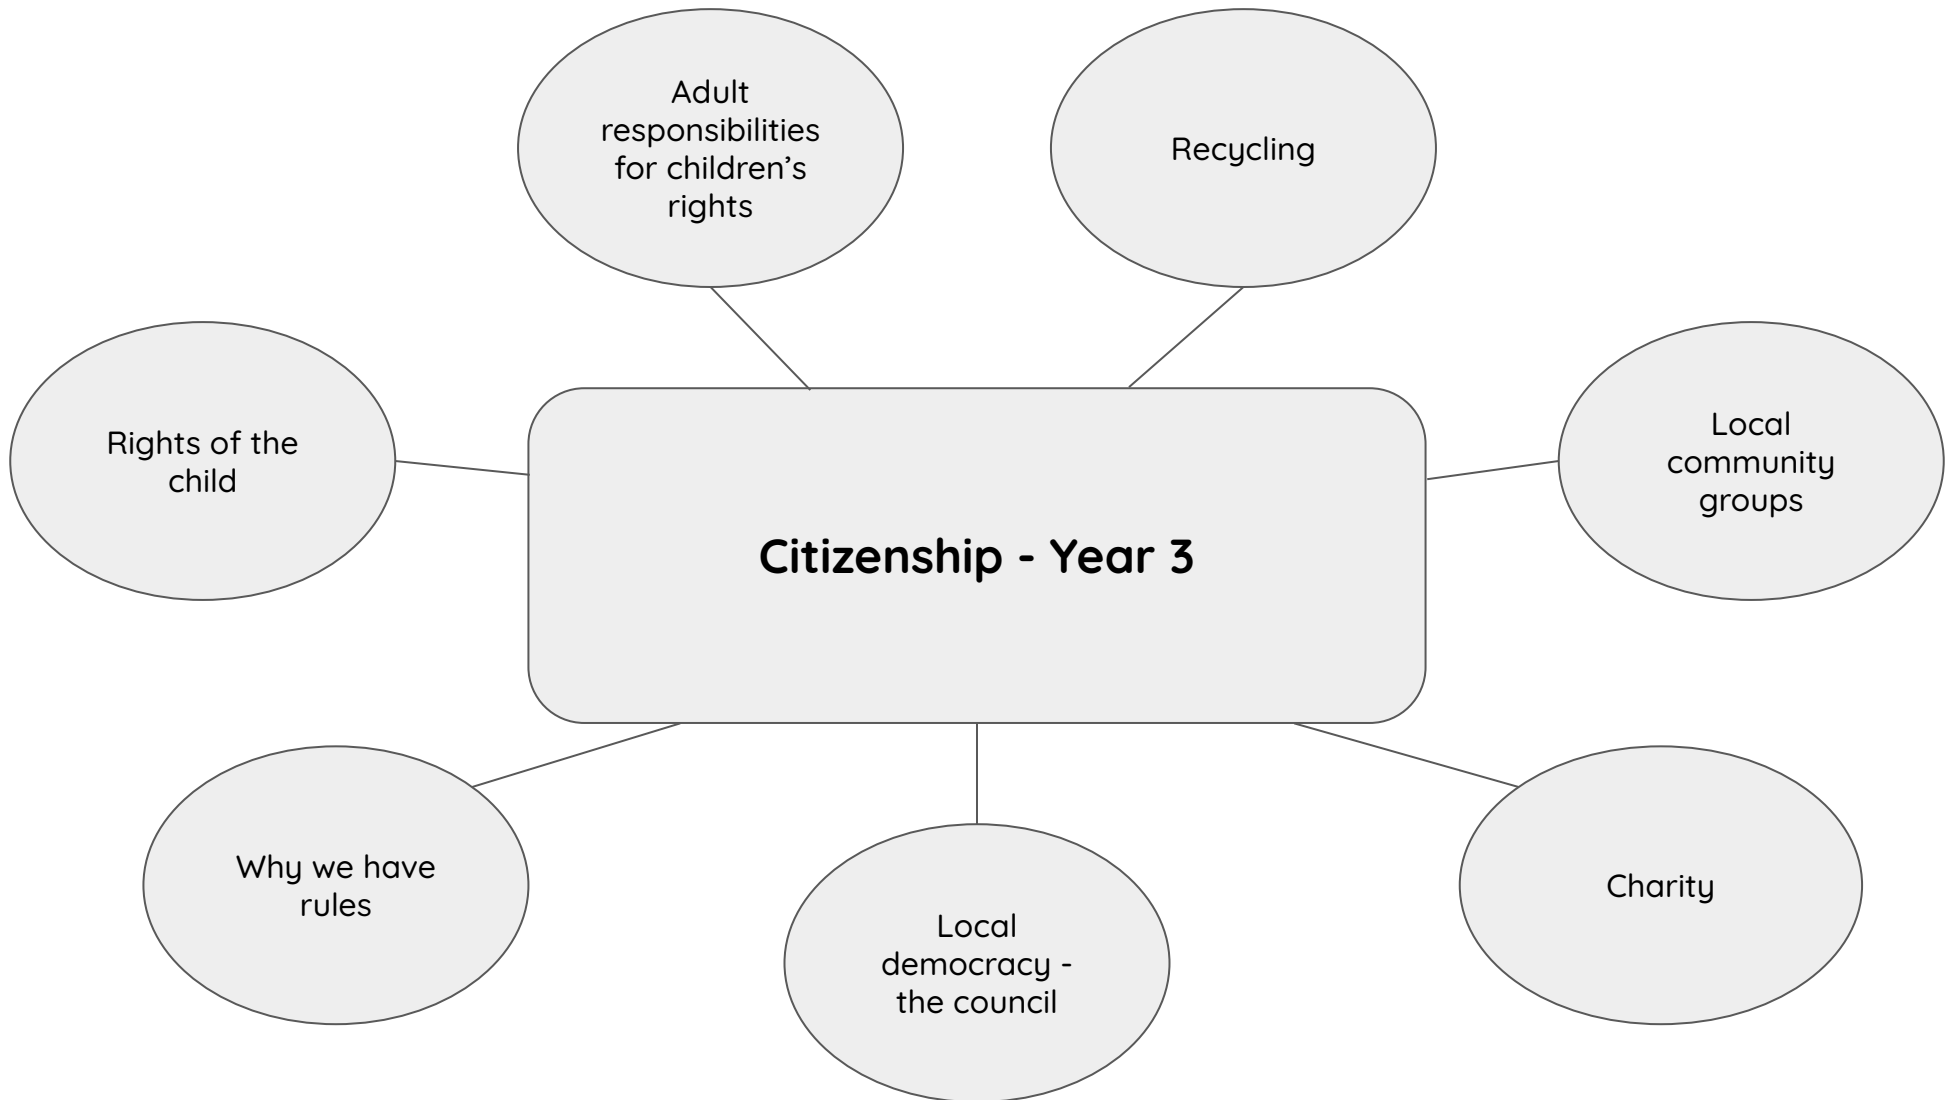 Adult
responsibilities
for children’s
rights
Recycling
Rights of the
child
Local
community
groups
Citizenship - Year 3
Why we have
rules
Local
democracy -
the council
Charity